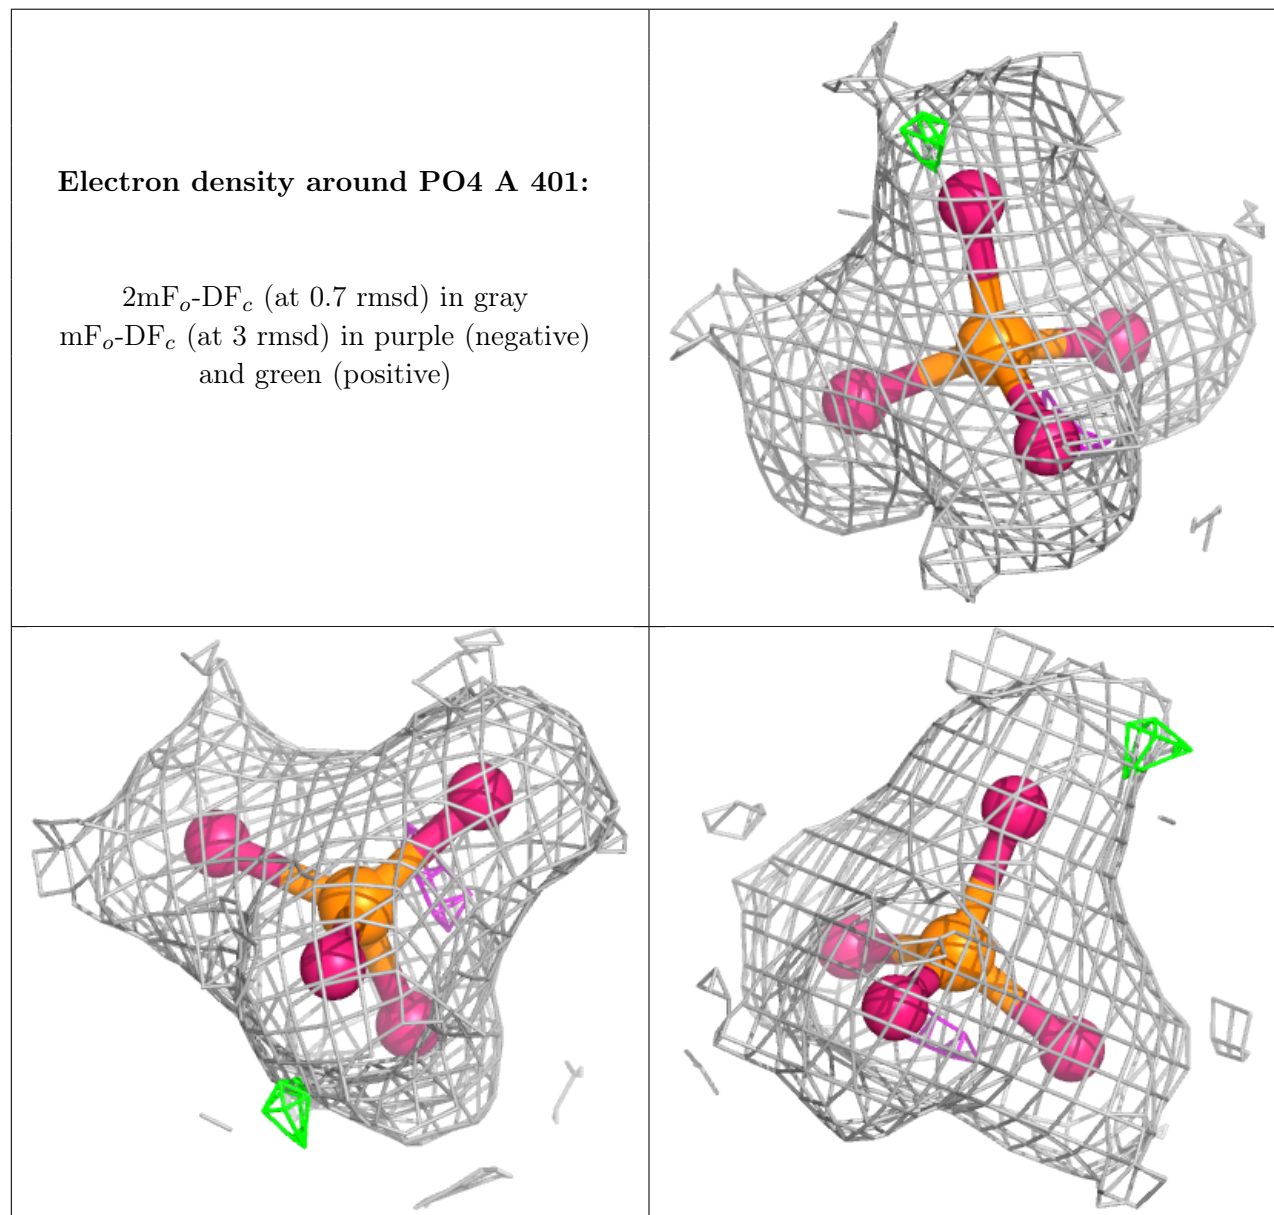 Electron density around PO4 A 401:
2mFo-DFc (at 0.7 rmsd) in gray
mFo-DFc (at 3 rmsd) in purple (negative)
and green (positive)